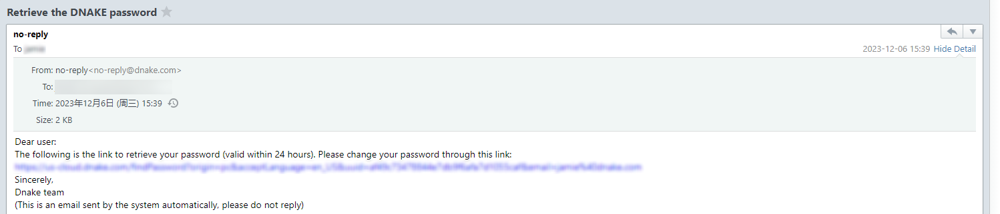 Retrieve the DNAKE password
no-reply
To
2023-12-06 15:39 Hide Detail
From: no-reply<no-reply@dnake.com>
To:
Time: 2023年12月6日 (周三) 15:39
Size: 2 KB
Dear user:
The following is the link to retrieve your password (valid within 24 hours). Please change your password through this link:
Sincerely,
Dnake team
(This is an email sent by the system automatically, please do not reply)